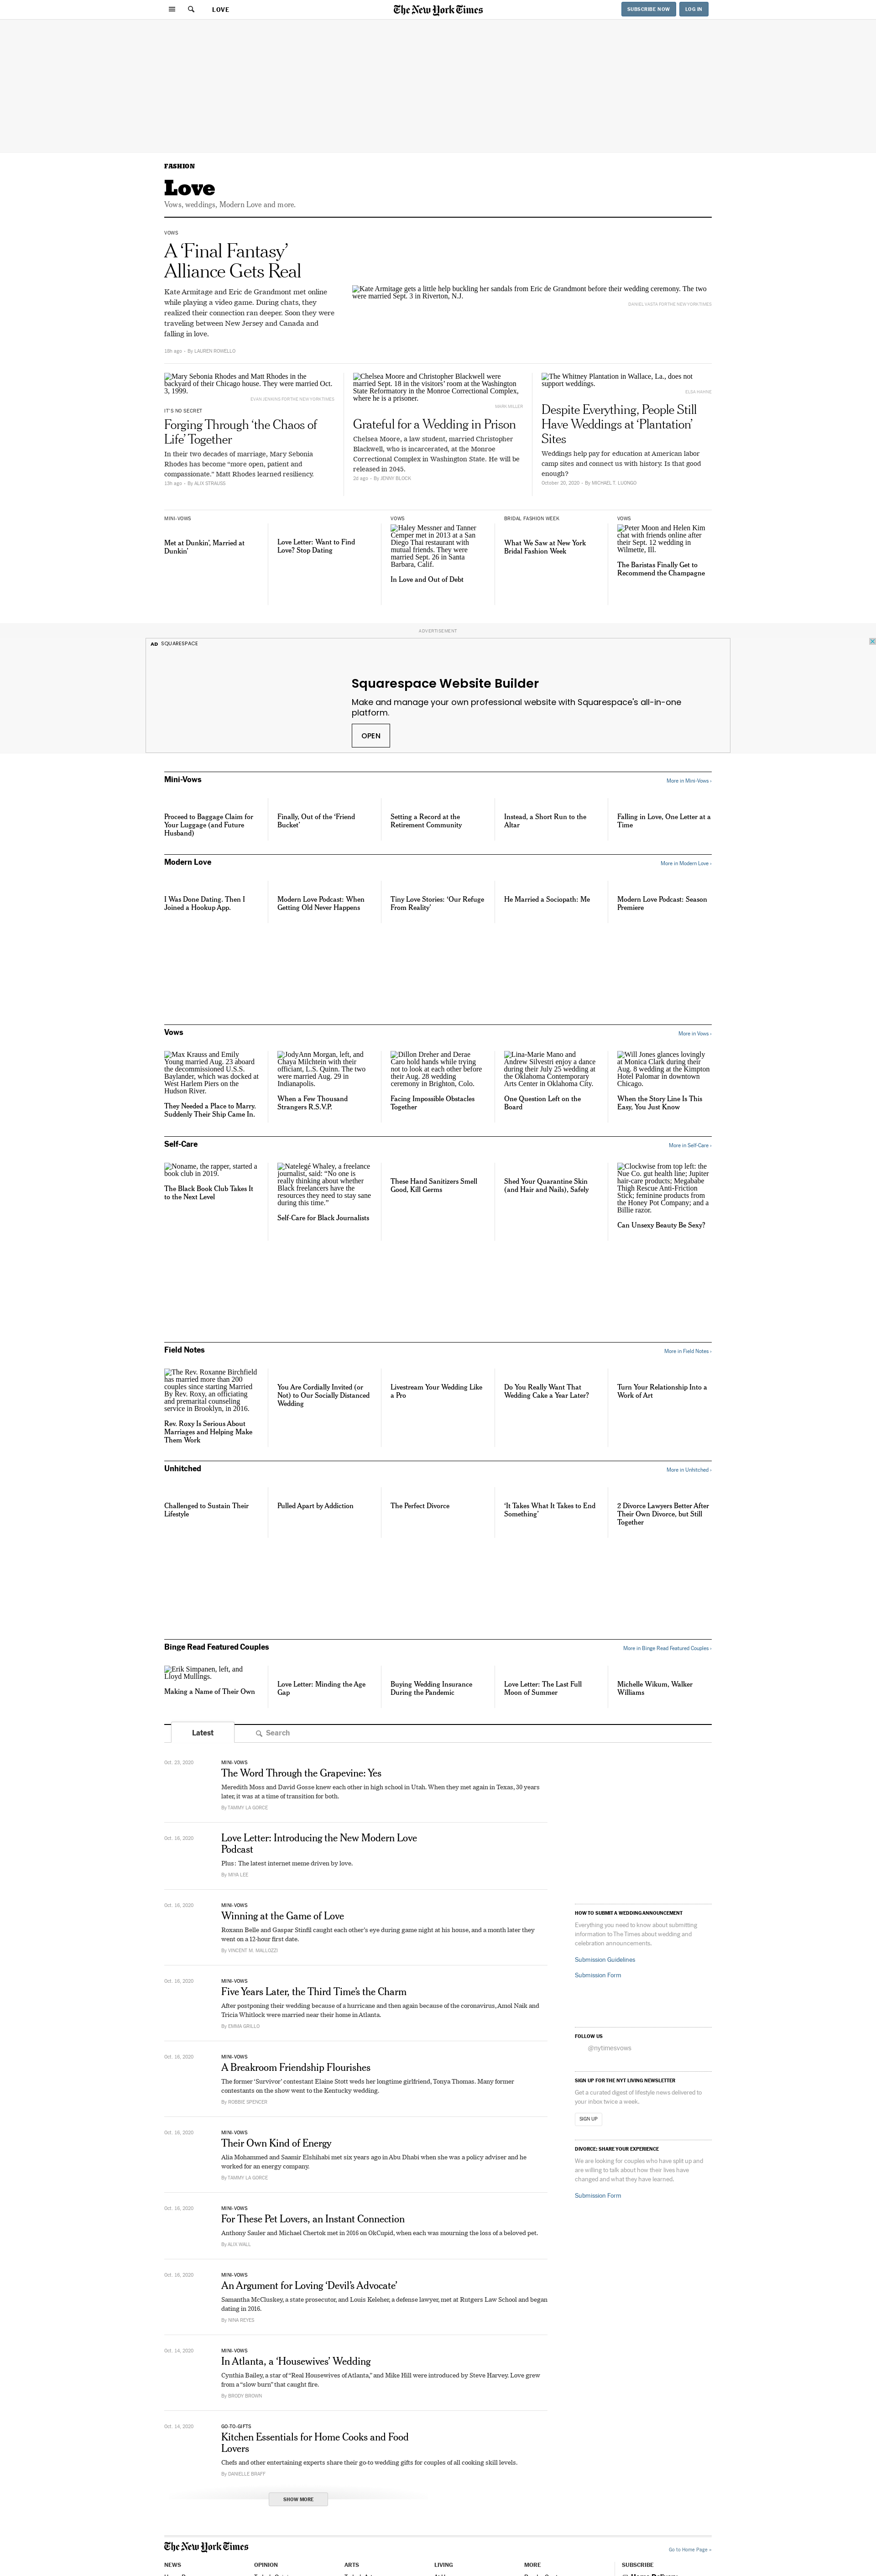 LOVE
The New York Times
SUBSCRIBE NOW
LOG IN
FASHION
Love
Vows, weddings, Modern Love and more.
VOWS
A ‘Final Fantasy’
Alliance Gets Real
Kate Armitage and Eric de Grandmont met online
while playing a video game. During chats, they
realized their connection ran deeper. Soon they were
traveling between New Jersey and Canada and
falling in love.
18h ago · By LAUREN ROWELLO
Kate Armitage gets a little help buckling her sandals from Eric de Grandmont before their wedding ceremony. The two
were married Sept. 3 in Riverton, N.J.
Mary Sebonia Rhodes and Matt Rhodes in the
backyard of their Chicago house. They were married Oct.
3, 1999.
EVAN JENKINS FOR THE NEW YORK TIMES
IT’S NO SECRET
Forging Through ‘the Chaos of
Life’ Together
In their two decades of marriage, Mary Sebonia
Rhodes has become “more open, patient and
compassionate.” Matt Rhodes learned resiliency.
13h ago · By ALIX STRAUSS
Chelsea Moore and Christopher Blackwell were
married Sept. 18 in the visitors’ room at the Washington
State Reformatory in the Monroe Correctional Complex,
where he is a prisoner.
MARK MILLER
Grateful for a Wedding in Prison
Chelsea Moore, a law student, married Christopher
Blackwell, who is incarcerated, at the Monroe
Correctional Complex in Washington State. He will be
released in 2045.
2d ago · By JENNY BLOCK
The Whitney Plantation in Wallace, La., does not
support weddings.
Despite Everything, People Still
Have Weddings at ‘Plantation’
Sites
Weddings help pay for education at American labor
camp sites and connect us with history. Is that good
enough?
October 20, 2020 · By MICHAEL T. LUONGO
MINI-VOWS
Met at Dunkin’, Married at
Dunkin’
Love Letter: Want to Find
Love? Stop Dating
VOWS
Haley Messner and Tanner
Cemper met in 2013 at a San
Diego Thai restaurant with
mutual friends. They were
married Sept. 26 in Santa
Barbara, Calif.
In Love and Out of Debt
BRIDAL FASHION WEEK
What We Saw at New York
Bridal Fashion Week
VOWS
Peter Moon and Helen Kim
chat with friends online after
their Sept. 12 wedding in
Wilmette, Ill.
The Baristas Finally Get to
Recommend the Champagne
ADVERTISEMENT
AD SQUARESPACE
Squarespace Website Builder
Make and manage your own professional website with Squarespace's all-in-one
platform.
OPEN
Mini-Vows
More in Mini-Vows ›
Proceed to Baggage Claim for
Your Luggage (and Future
Husband)
Finally, Out of the ‘Friend
Bucket’
Setting a Record at the
Retirement Community
Instead, a Short Run to the
Altar
Falling in Love, One Letter at a
Time
Modern Love
More in Modern Love ›
I Was Done Dating. Then I
Joined a Hookup App.
Modern Love Podcast: When
Getting Old Never Happens
Tiny Love Stories: ‘Our Refuge
From Reality’
He Married a Sociopath: Me
Modern Love Podcast: Season
Premiere
Vows
More in Vows ›
Max Krauss and Emily
Young married Aug. 23 aboard
the decommissioned U.S.S.
Baylander, which was docked at
West Harlem Piers on the
Hudson River.
They Needed a Place to Marry.
Suddenly Their Ship Came In.
JodyAnn Morgan, left, and
Chaya Milchtein with their
officiant, L.S. Quinn. The two
were married Aug. 29 in
Indianapolis.
When a Few Thousand
Strangers R.S.V.P.
Dillon Dreher and Derae
Caro hold hands while trying
not to look at each other before
their Aug. 28 wedding
ceremony in Brighton, Colo.
Facing Impossible Obstacles
Together
Lina-Marie Mano and
Andrew Silvestri enjoy a dance
during their July 25 wedding at
the Oklahoma Contemporary
Arts Center in Oklahoma City.
One Question Left on the
Board
Will Jones glances lovingly
at Monica Clark during their
Aug. 8 wedding at the Kimpton
Hotel Palomar in downtown
Chicago.
When the Story Line Is This
Easy, You Just Know
Self-Care
More in Self-Care ›
Noname, the rapper, started a
book club in 2019.
The Black Book Club Takes It
to the Next Level
Natelegé Whaley, a freelance
journalist, said: “No one is
really thinking about whether
Black freelancers have the
resources they need to stay sane
during this time.”
Self-Care for Black Journalists
These Hand Sanitizers Smell
Good, Kill Germs
Shed Your Quarantine Skin
(and Hair and Nails), Safely
Clockwise from top left: the
Nue Co. gut health line; Jupiter
hair-care products; Megababe
Thigh Rescue Anti-Friction
Stick; feminine products from
the Honey Pot Company; and a
Billie razor.
Can Unsexy Beauty Be Sexy?
Field Notes
More in Field Notes ›
The Rev. Roxanne Birchfield
has married more than 200
couples since starting Married
By Rev. Roxy, an officiating
and premarital counseling
service in Brooklyn, in 2016.
Rev. Roxy Is Serious About
Marriages and Helping Make
Them Work
You Are Cordially Invited (or
Not) to Our Socially Distanced
Wedding
Livestream Your Wedding Like
a Pro
Do You Really Want That
Wedding Cake a Year Later?
Turn Your Relationship Into a
Work of Art
Unhitched
More in Unhitched ›
Challenged to Sustain Their
Lifestyle
Pulled Apart by Addiction
The Perfect Divorce
‘It Takes What It Takes to End
Something’
2 Divorce Lawyers Better After
Their Own Divorce, but Still
Together
Binge Read Featured Couples
More in Binge Read Featured Couples ›
Erik Simpanen, left, and
Lloyd Mullings.
Making a Name of Their Own
Love Letter: Minding the Age
Gap
Buying Wedding Insurance
During the Pandemic
Love Letter: The Last Full
Moon of Summer
Michelle Wikum, Walker
Williams
Latest
Search
Oct. 23, 2020
MINI-VOWS
The Word Through the Grapevine: Yes
Meredith Moss and David Gosse knew each other in high school in Utah. When they met again in Texas, 30 years
later, it was at a time of transition for both.
By TAMMY LA GORCE
Oct. 16, 2020
Love Letter: Introducing the New Modern Love
Podcast
Plus: The latest internet meme driven by love.
By MIYA LEE
Oct. 16, 2020
MINI-VOWS
Winning at the Game of Love
Roxann Belle and Gaspar Stinfil caught each other’s eye during game night at his house, and a month later they
went on a 12-hour first date.
By VINCENT M. MALLOZZI
Oct. 16, 2020
MINI-VOWS
Five Years Later, the Third Time’s the Charm
After postponing their wedding because of a hurricane and then again because of the coronavirus, Amol Naik and
Tricia Whitlock were married near their home in Atlanta.
By EMMA GRILLO
Oct. 16, 2020
MINI-VOWS
A Breakroom Friendship Flourishes
The former ‘Survivor’ contestant Elaine Stott weds her longtime girlfriend, Tonya Thomas. Many former
contestants on the show went to the Kentucky wedding.
By ROBBIE SPENCER
Oct. 16, 2020
MINI-VOWS
Their Own Kind of Energy
Alia Mohammed and Saamir Elshihabi met six years ago in Abu Dhabi when she was a policy adviser and he
worked for an energy company.
By TAMMY LA GORCE
Oct. 16, 2020
MINI-VOWS
For These Pet Lovers, an Instant Connection
Anthony Sauler and Michael Chertok met in 2016 on OkCupid, when each was mourning the loss of a beloved pet.
By ALIX WALL
Oct. 16, 2020
MINI-VOWS
An Argument for Loving ‘Devil’s Advocate’
Samantha McCluskey, a state prosecutor, and Louis Keleher, a defense lawyer, met at Rutgers Law School and began
dating in 2016.
By NINA REYES
Oct. 14, 2020
MINI-VOWS
In Atlanta, a ‘Housewives’ Wedding
Cynthia Bailey, a star of “Real Housewives of Atlanta,” and Mike Hill were introduced by Steve Harvey. Love grew
from a “slow burn” that caught fire.
By BRODY BROWN
Oct. 14, 2020
GO-TO-GIFTS
Kitchen Essentials for Home Cooks and Food
Lovers
Chefs and other entertaining experts share their go-to wedding gifts for couples of all cooking skill levels.
By DANIELLE BRAFF
SHOW MORE
HOW TO SUBMIT A WEDDING ANNOUNCEMENT
Everything you need to know about submitting
information to The Times about wedding and
celebration announcements.
Submission Guidelines
Submission Form
FOLLOW US
@nytimesvows
SIGN UP FOR THE NYT LIVING NEWSLETTER
Get a curated digest of lifestyle news delivered to
your inbox twice a week.
SIGN UP
DIVORCE: SHARE YOUR EXPERIENCE
We are looking for couples who have split up and
are willing to talk about how their lives have
changed and what they have learned.
Submission Form
The New York Times
Go to Home Page »
NEWS
OPINION
ARTS
LIVING
MORE
SUBSCRIBE